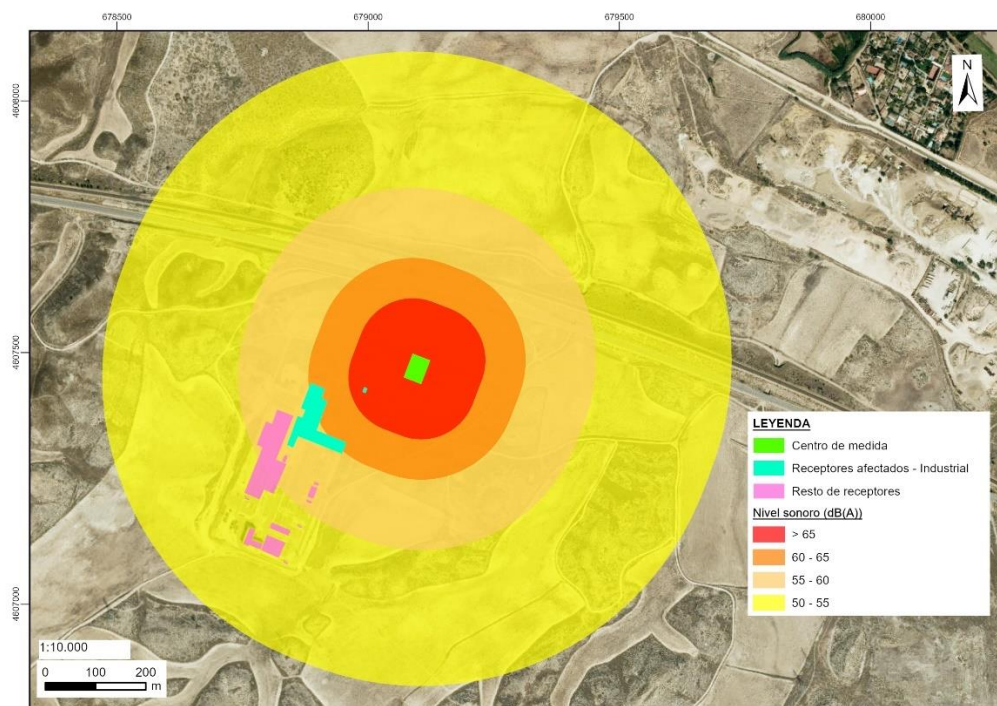 678500 679000 679500 680000
4608000
4607500
4607000
N
LEYENDA
Centro de medida
Receptores afectados - Industrial
Resto de receptores
Nivel sonoro (dB(A))
> 65
60 - 65
55 - 60
50 - 55
1:10.000
0 100 200
m